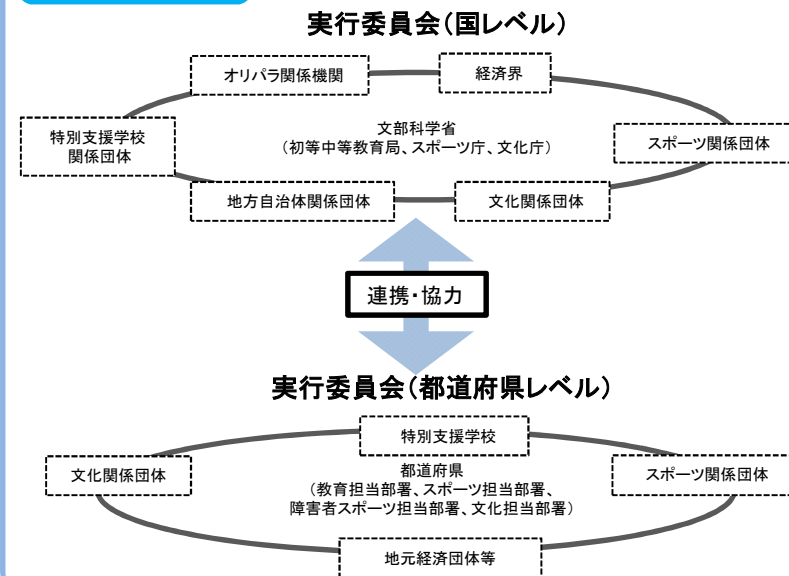 実行委員会（国レベル）
オリパラ関係機関
経済界
特別支援学校
関係団体
文部科学省
（初等中等教育局、スポーツ庁、文化庁）
スポーツ関係団体
地方自治体関係団体
文化関係団体
連携・協力
実行委員会（都道府県レベル）
特別支援学校
文化関係団体
都道府県
（教育担当部署、スポーツ担当部署、
障害者スポーツ担当部署、文化担当部署）
スポーツ関係団体
地元経済団体等